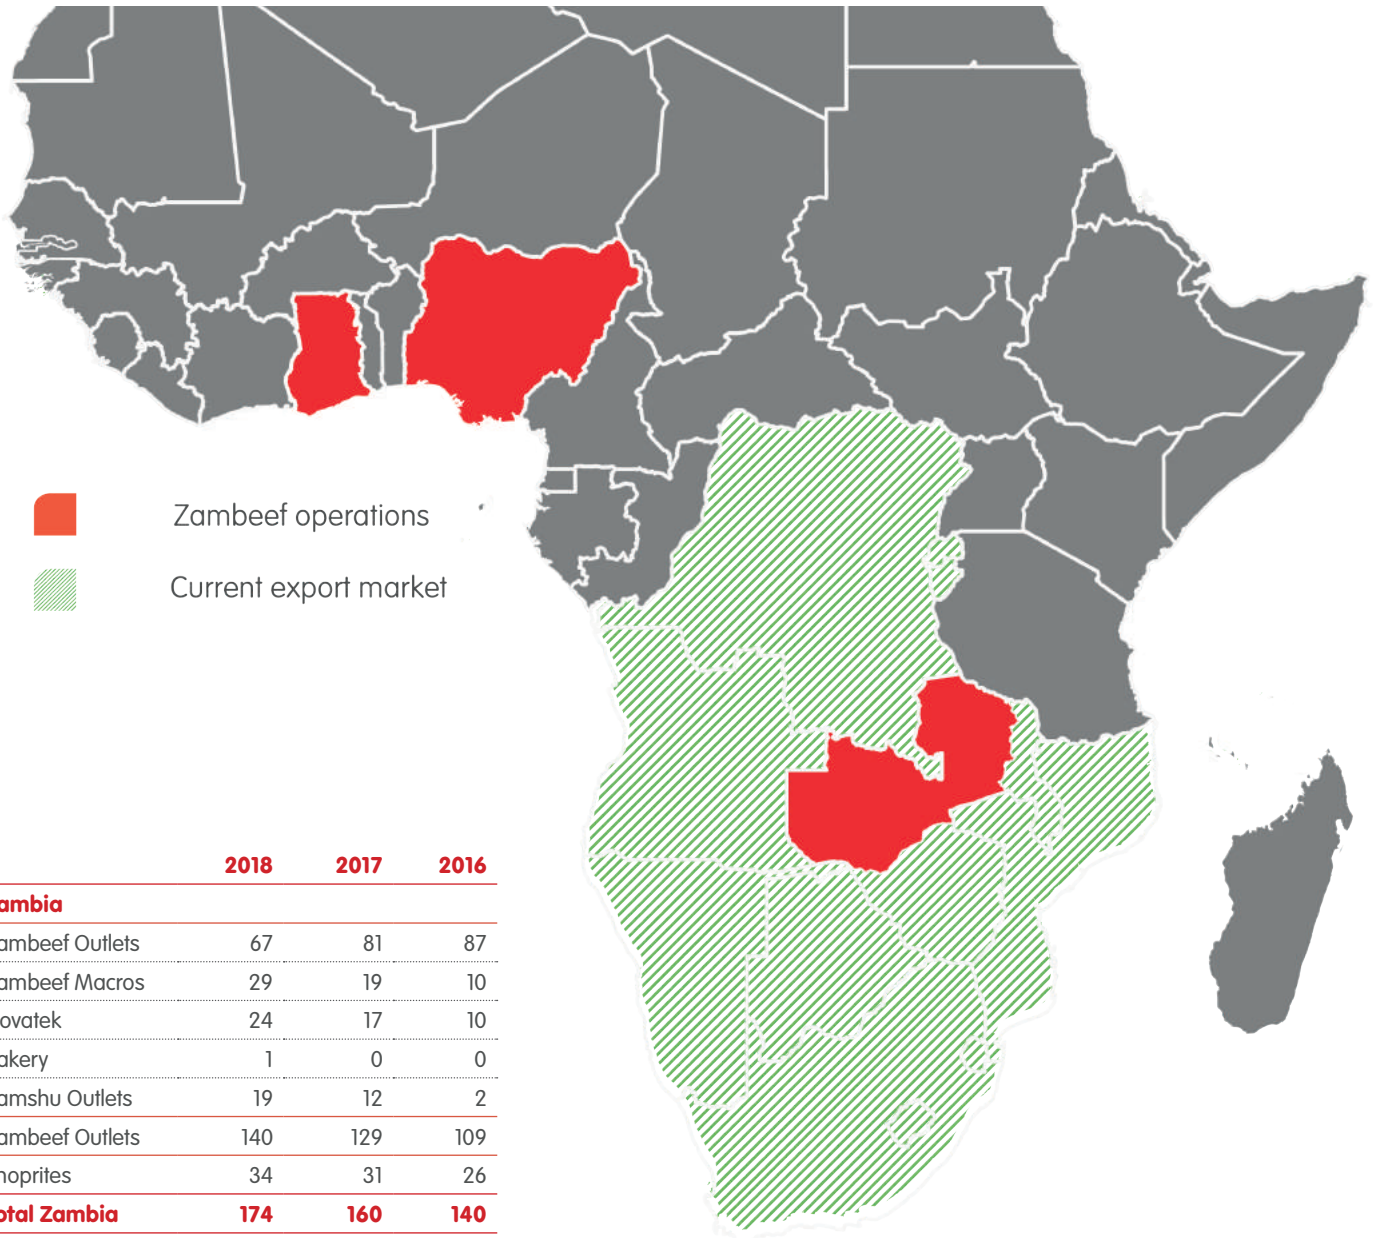 Zambeef operations
Current export market
2018 2017 2016
ambia
ambeef Outlets 67 81 87
ambeef Macros 29 19 10
ovatek 24 17 10
akery 1 0 0
amshu Outlets 19 12 2
ambeef Outlets 140 129 109
hoprites 34 31 26
otal Zambia 174 160 140